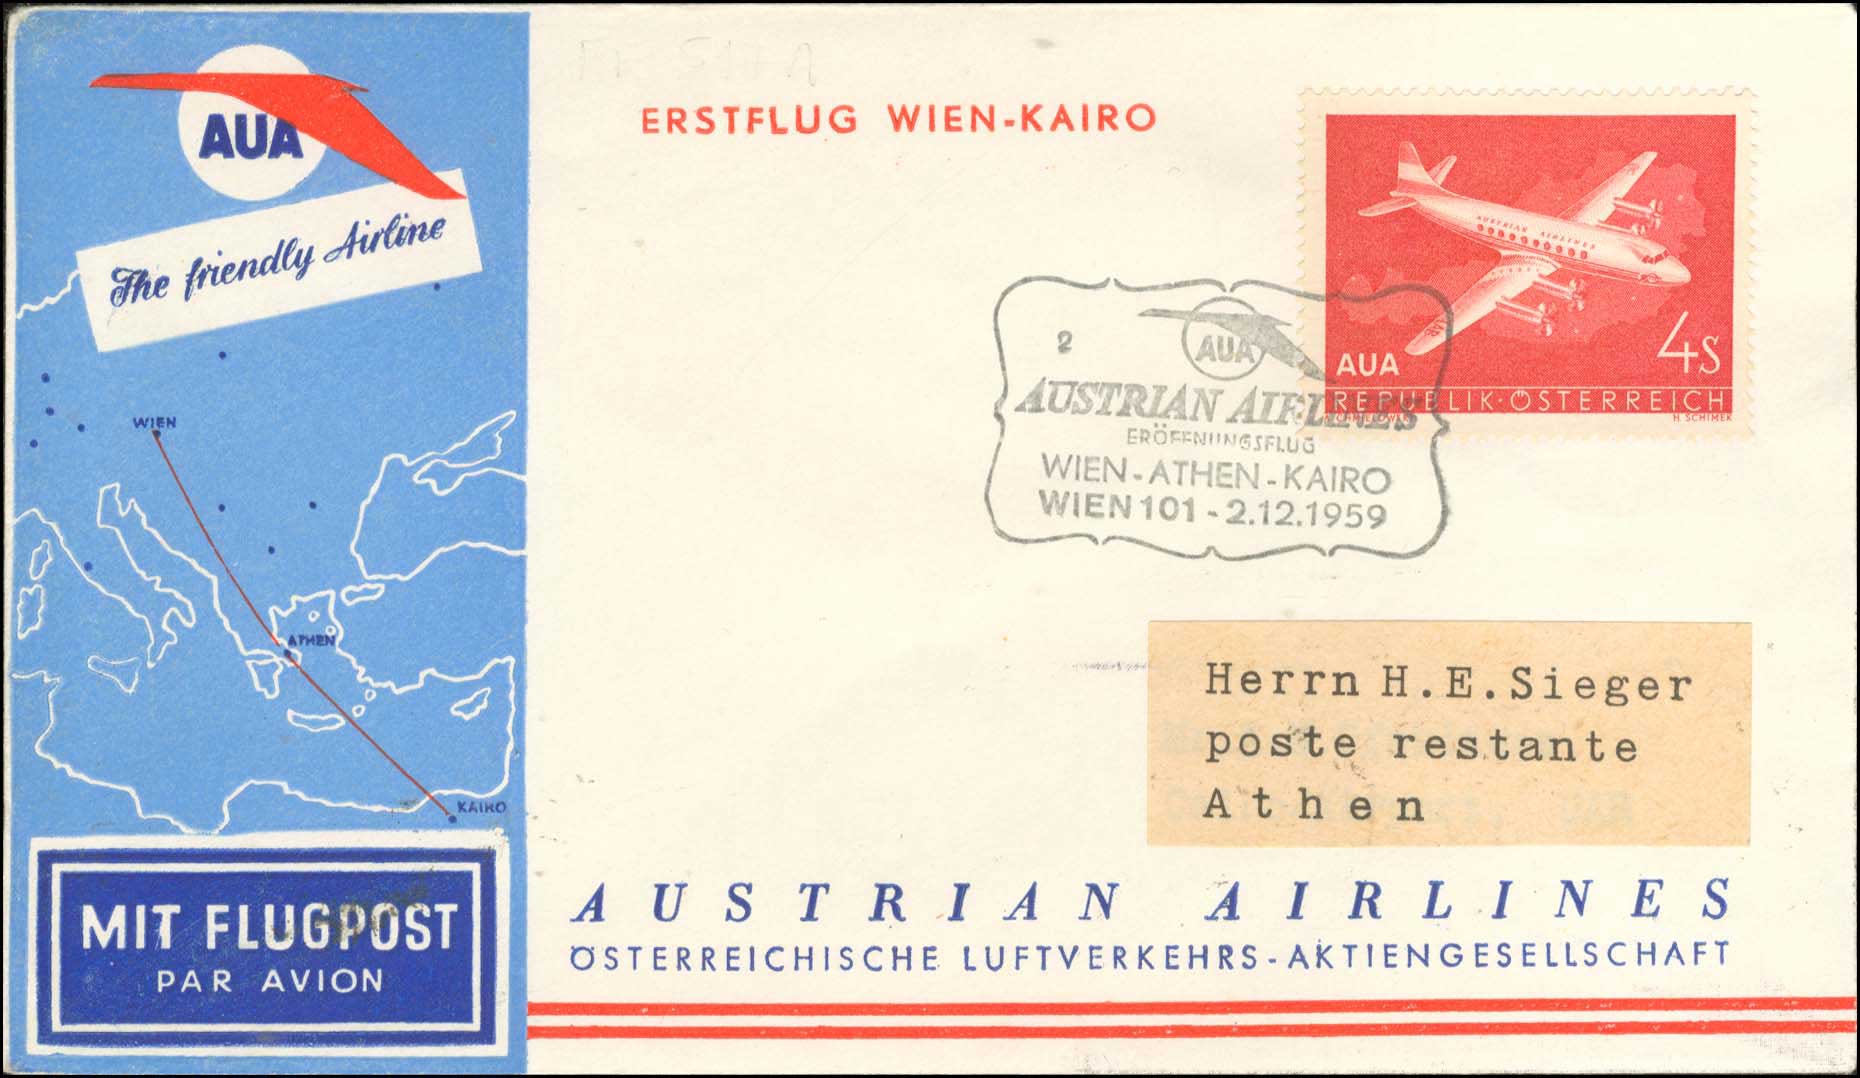 AUA
The friendly Airline
WIEN
ATHEN
KAIRO
MIT FLUGPOST
PAR AVION
ERSTFLUG WIEN-KAIRO
AUSTRIAN AIRLINES
AUA
4S
REPUBLIK·ÖSTERREICH
H. SCHIMEK
2
AUA
AUSTRIAN AIRLINES
ERÖFFNUNGSFLUG
WIEN-ATHEN-KAIRO
WIEN 101 - 2.12.1959
Herrn H.E.Sieger
poste restante
Athen
AUSTRIAN AIRLINES
ÖSTERREICHISCHE LUFTVERKEHRS-AKTIENGESELLSCHAFT